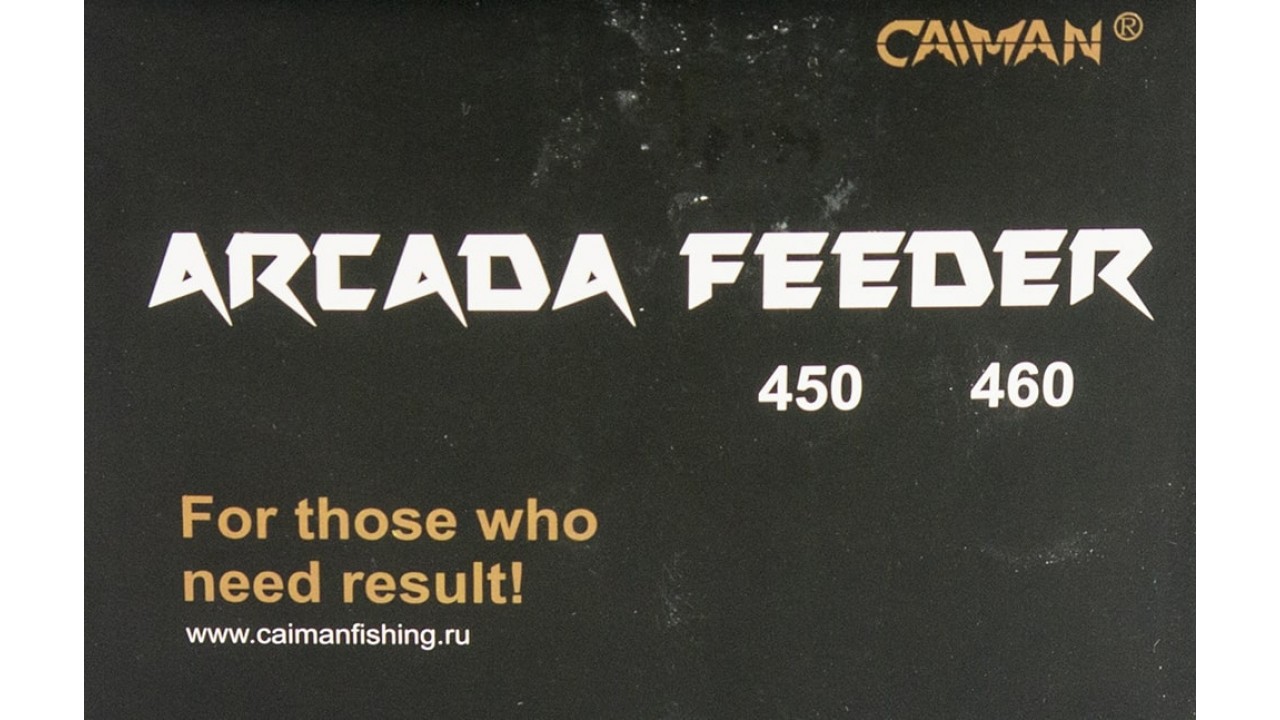 CAIMAN®
ARCADA FEEDER
450 460
For those who
need result!
www.caimanfishing.ru